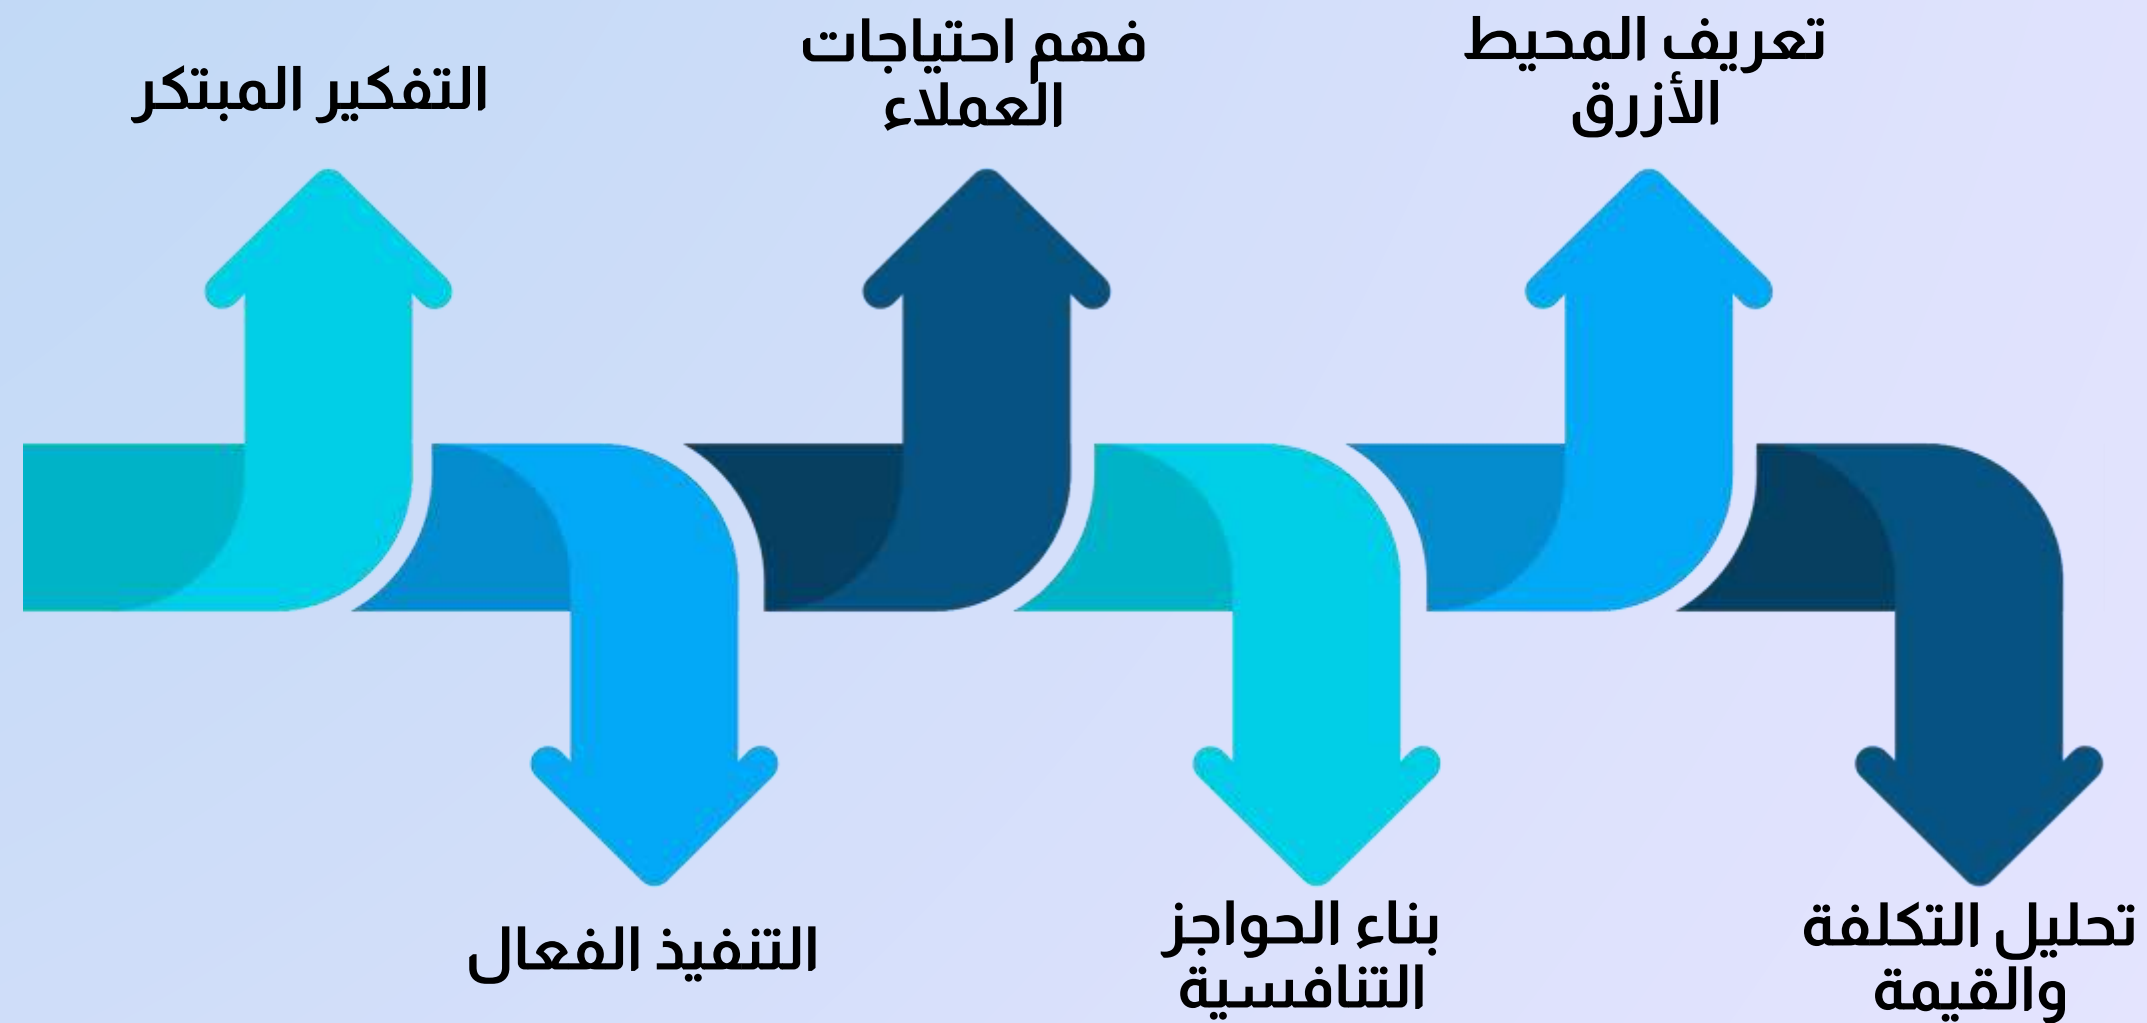 تعريف المحيط
الأزرق
فهم احتياجات
العملاء
التفكير المبتكر
تحليل التكلفة
والقيمة
بناء الحواجز
التنافسية
التنفيذ الفعال